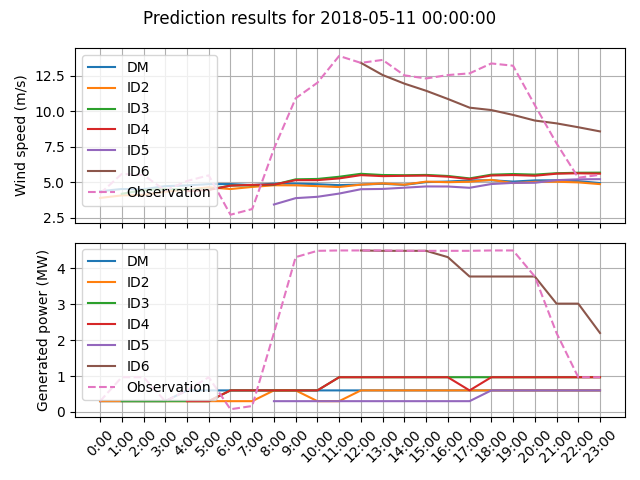 Prediction results for 2018-05-11 00:00:00
Wind speed (m/s)
12.5
10.0
7.5
5.0
2.5
DM
ID2
ID3
ID4
ID5
ID6
Observation
Generated power (MW)
4
3
2
1
0
DM
ID2
ID3
ID4
ID5
ID6
Observation
0:00 1:00 2:00 3:00 4:00 5:00 6:00 7:00 8:00 9:00 10:00 11:00 12:00 13:00 14:00 15:00 16:00 17:00 18:00 19:00 20:00 21:00 22:00 23:00